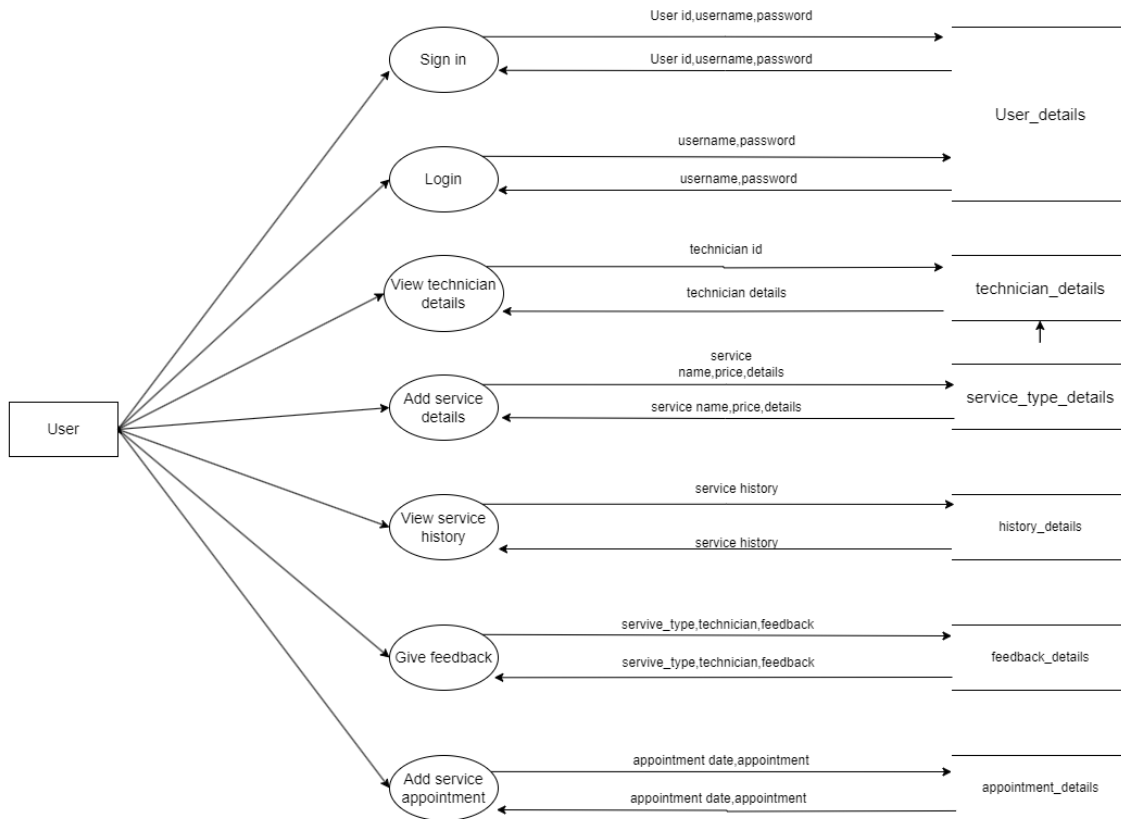 User id,username,password
Sign in
User id,username,password
User_details
username,password
Login
username,password
technician id
View technician
details
technician details
technician_details
service
name,price,details
Add service
details
service name,price,details
service_type_details
User
service history
View service
history
service history
history_details
servive_type,technician,feedback
Give feedback
servive_type,technician,feedback
feedback_details
appointment date,appointment
Add service
appointment
appointment date,appointment
appointment_details